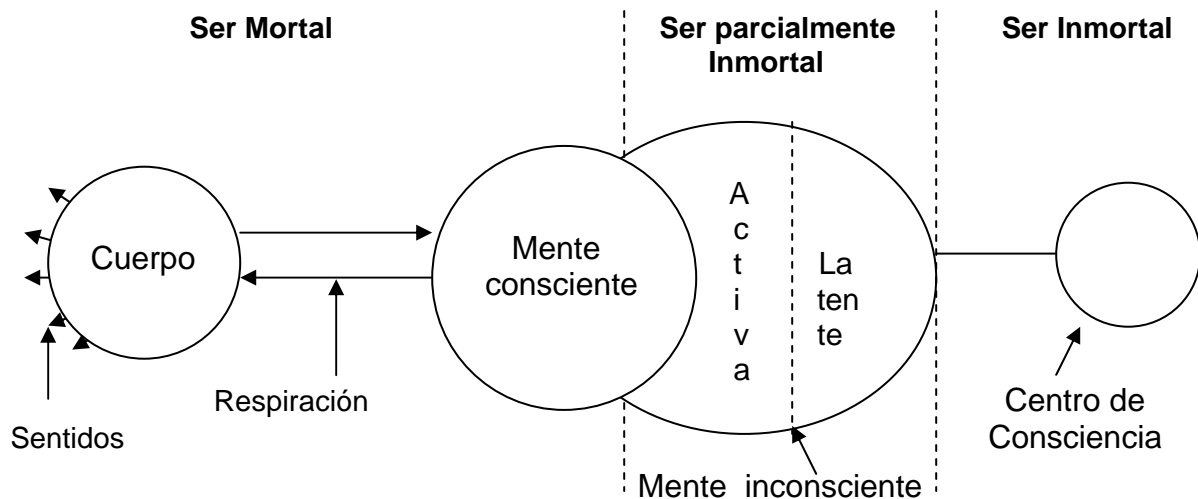 Ser Mortal
Ser parcialmente
Inmortal
Ser Inmortal
Cuerpo
Mente
consciente
A
c
t
i
v
a
La
ten
te
Respiración
Sentidos
Centro de
Consciencia
Mente inconsciente